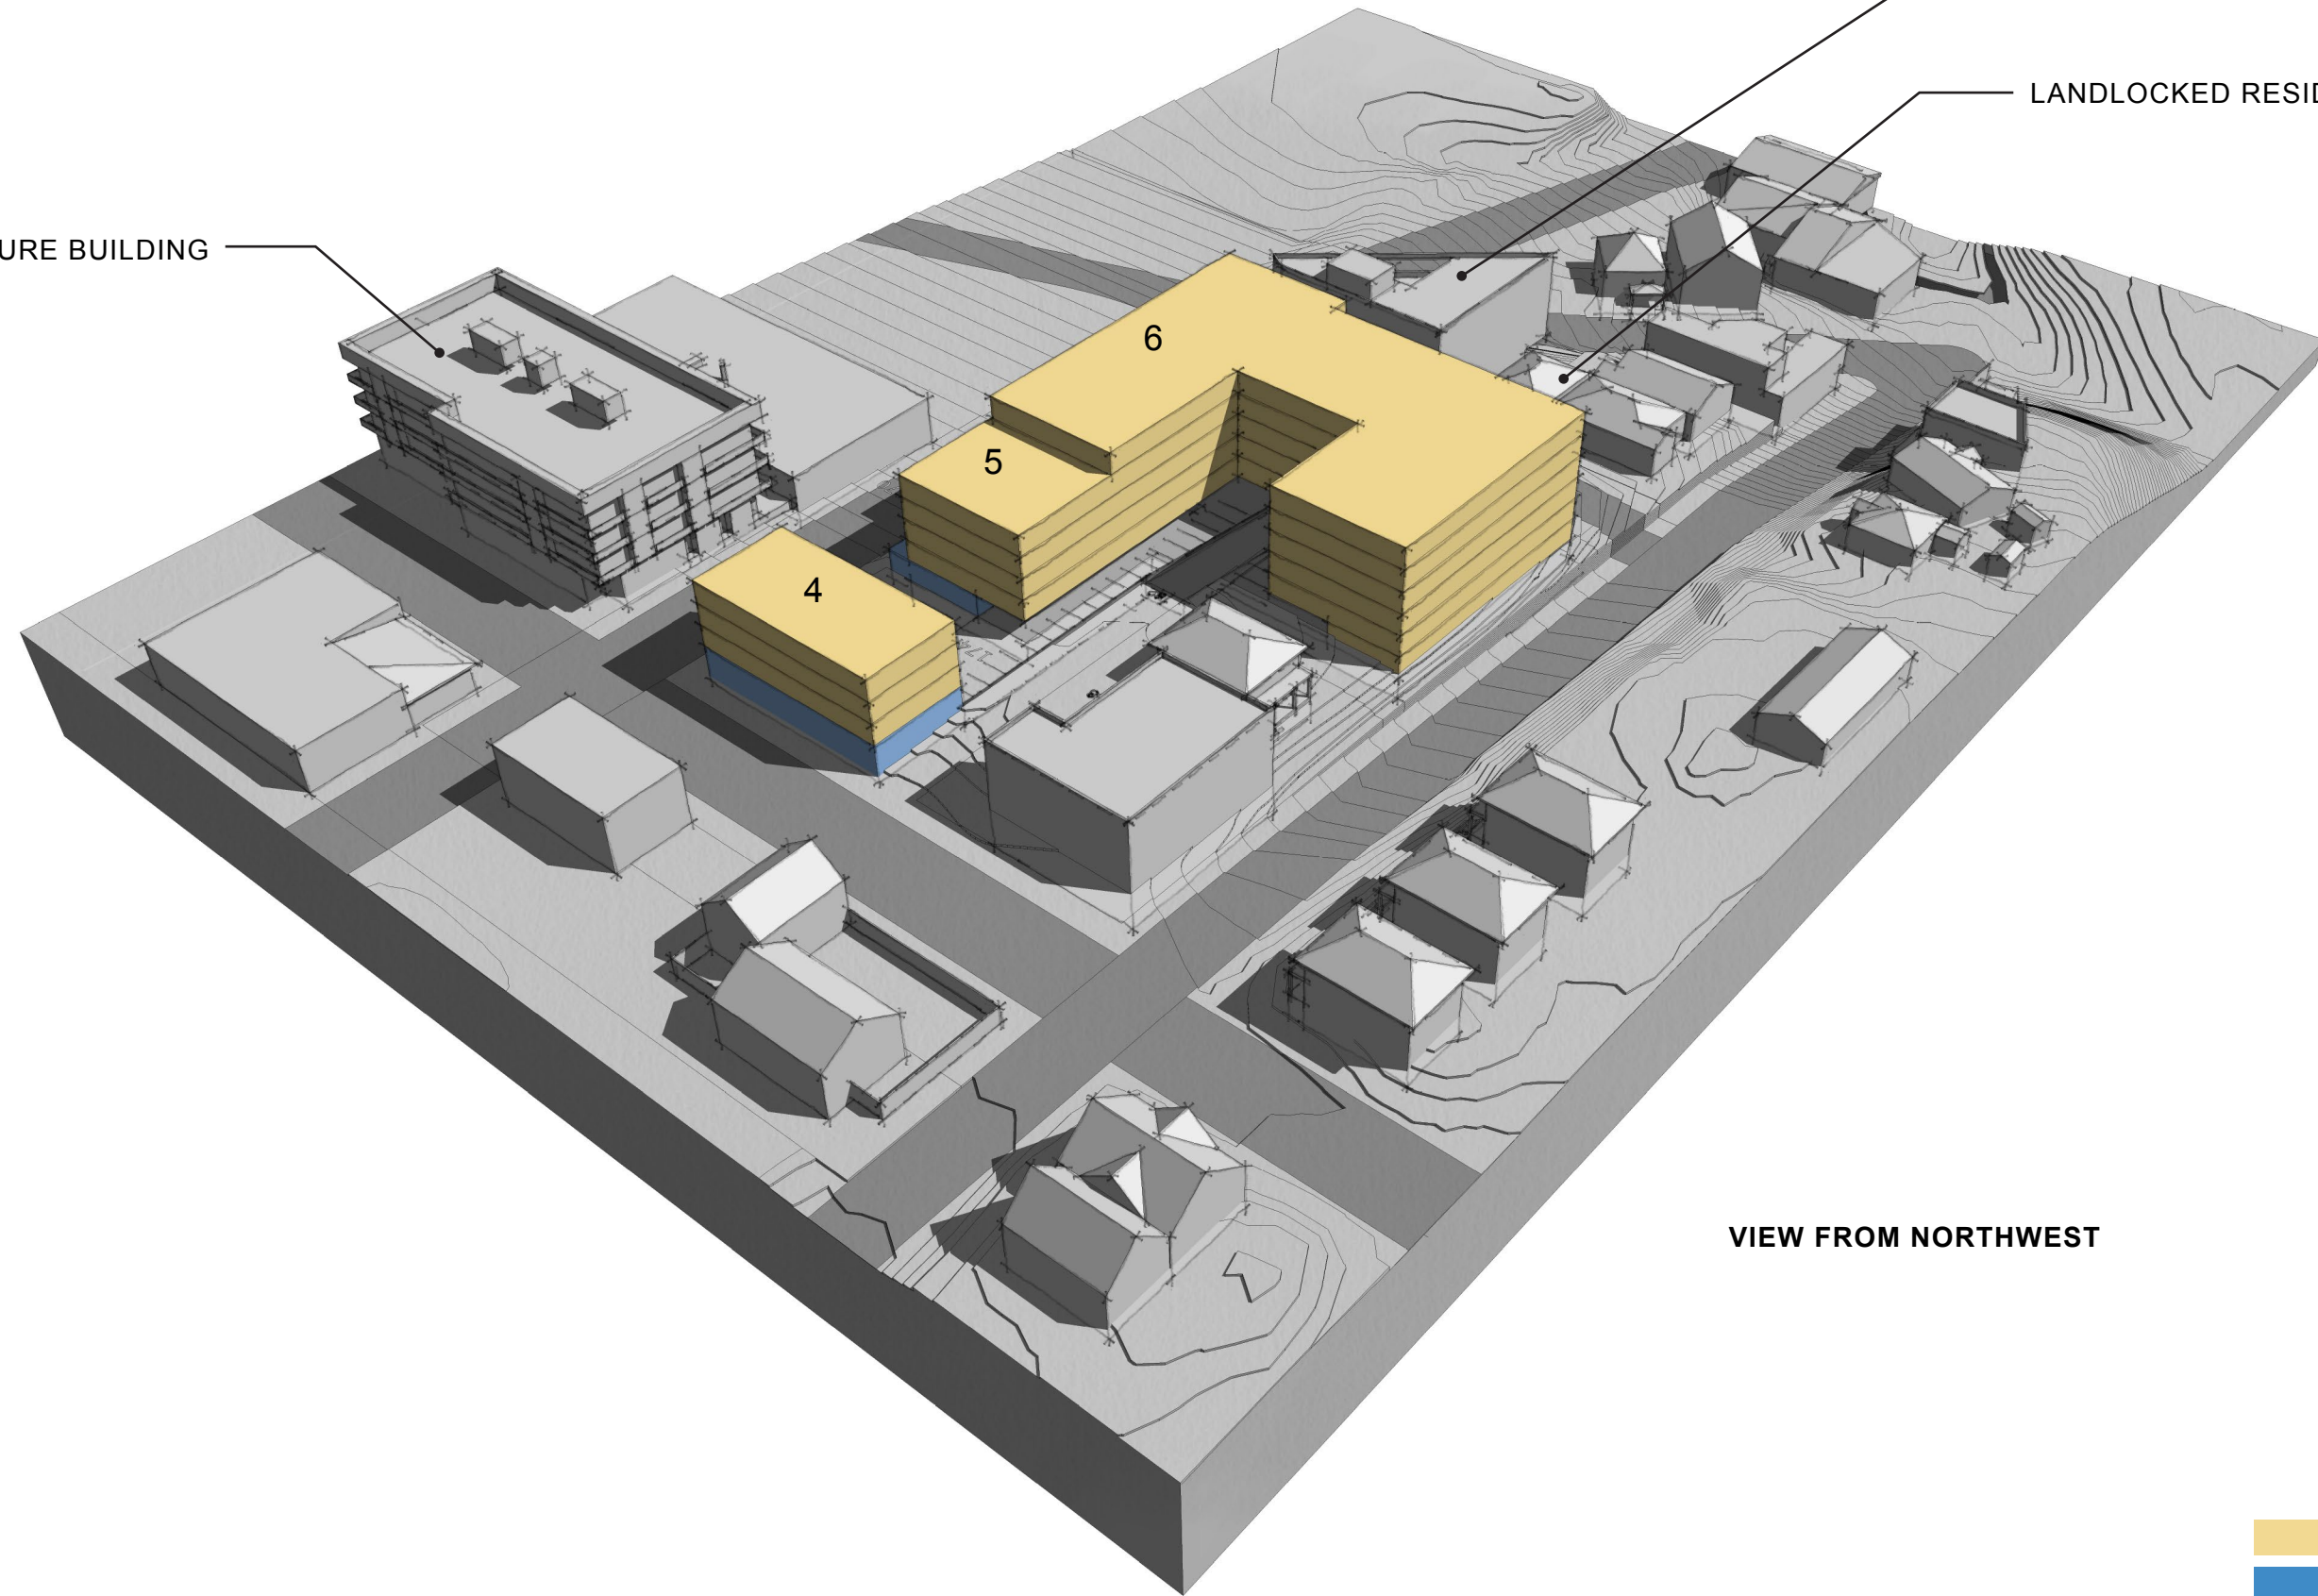 LANDLOCKED RESID
URE BUILDING
6
5
4
VIEW FROM NORTHWEST